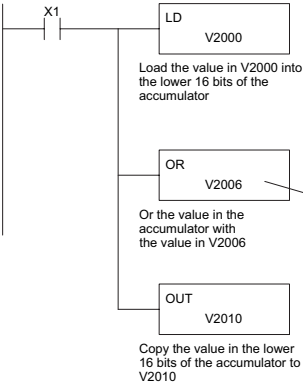 X1
LD
V2000
Load the value in V2000 into
the lower 16 bits of the
accumulator
OR
V2006
Or the value in the
accumulator with
the value in V2006
OUT
V2010
Copy the value in the lower
16 bits of the accumulator to
V2010